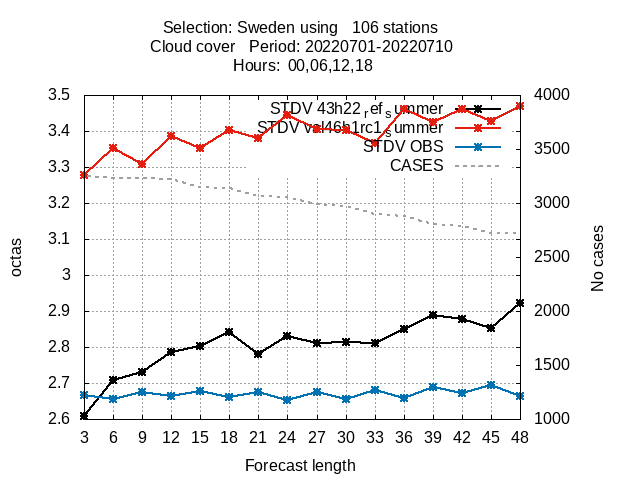 Selection: Sweden using 106 stations
Cloud cover Period: 20220701-20220710
Hours: 00,06,12,18
3.5
3.4
3.3
3.2
3.1
3
2.9
2.8
2.7
2.6
octas
4000
3500
3000
2500
2000
1500
1000
No cases
STDV 43h22_ref_summer
STDV OBS
CASES
3 6 9 12 15 18 21 24 27 30 33 36 39 42 45 48
Forecast length